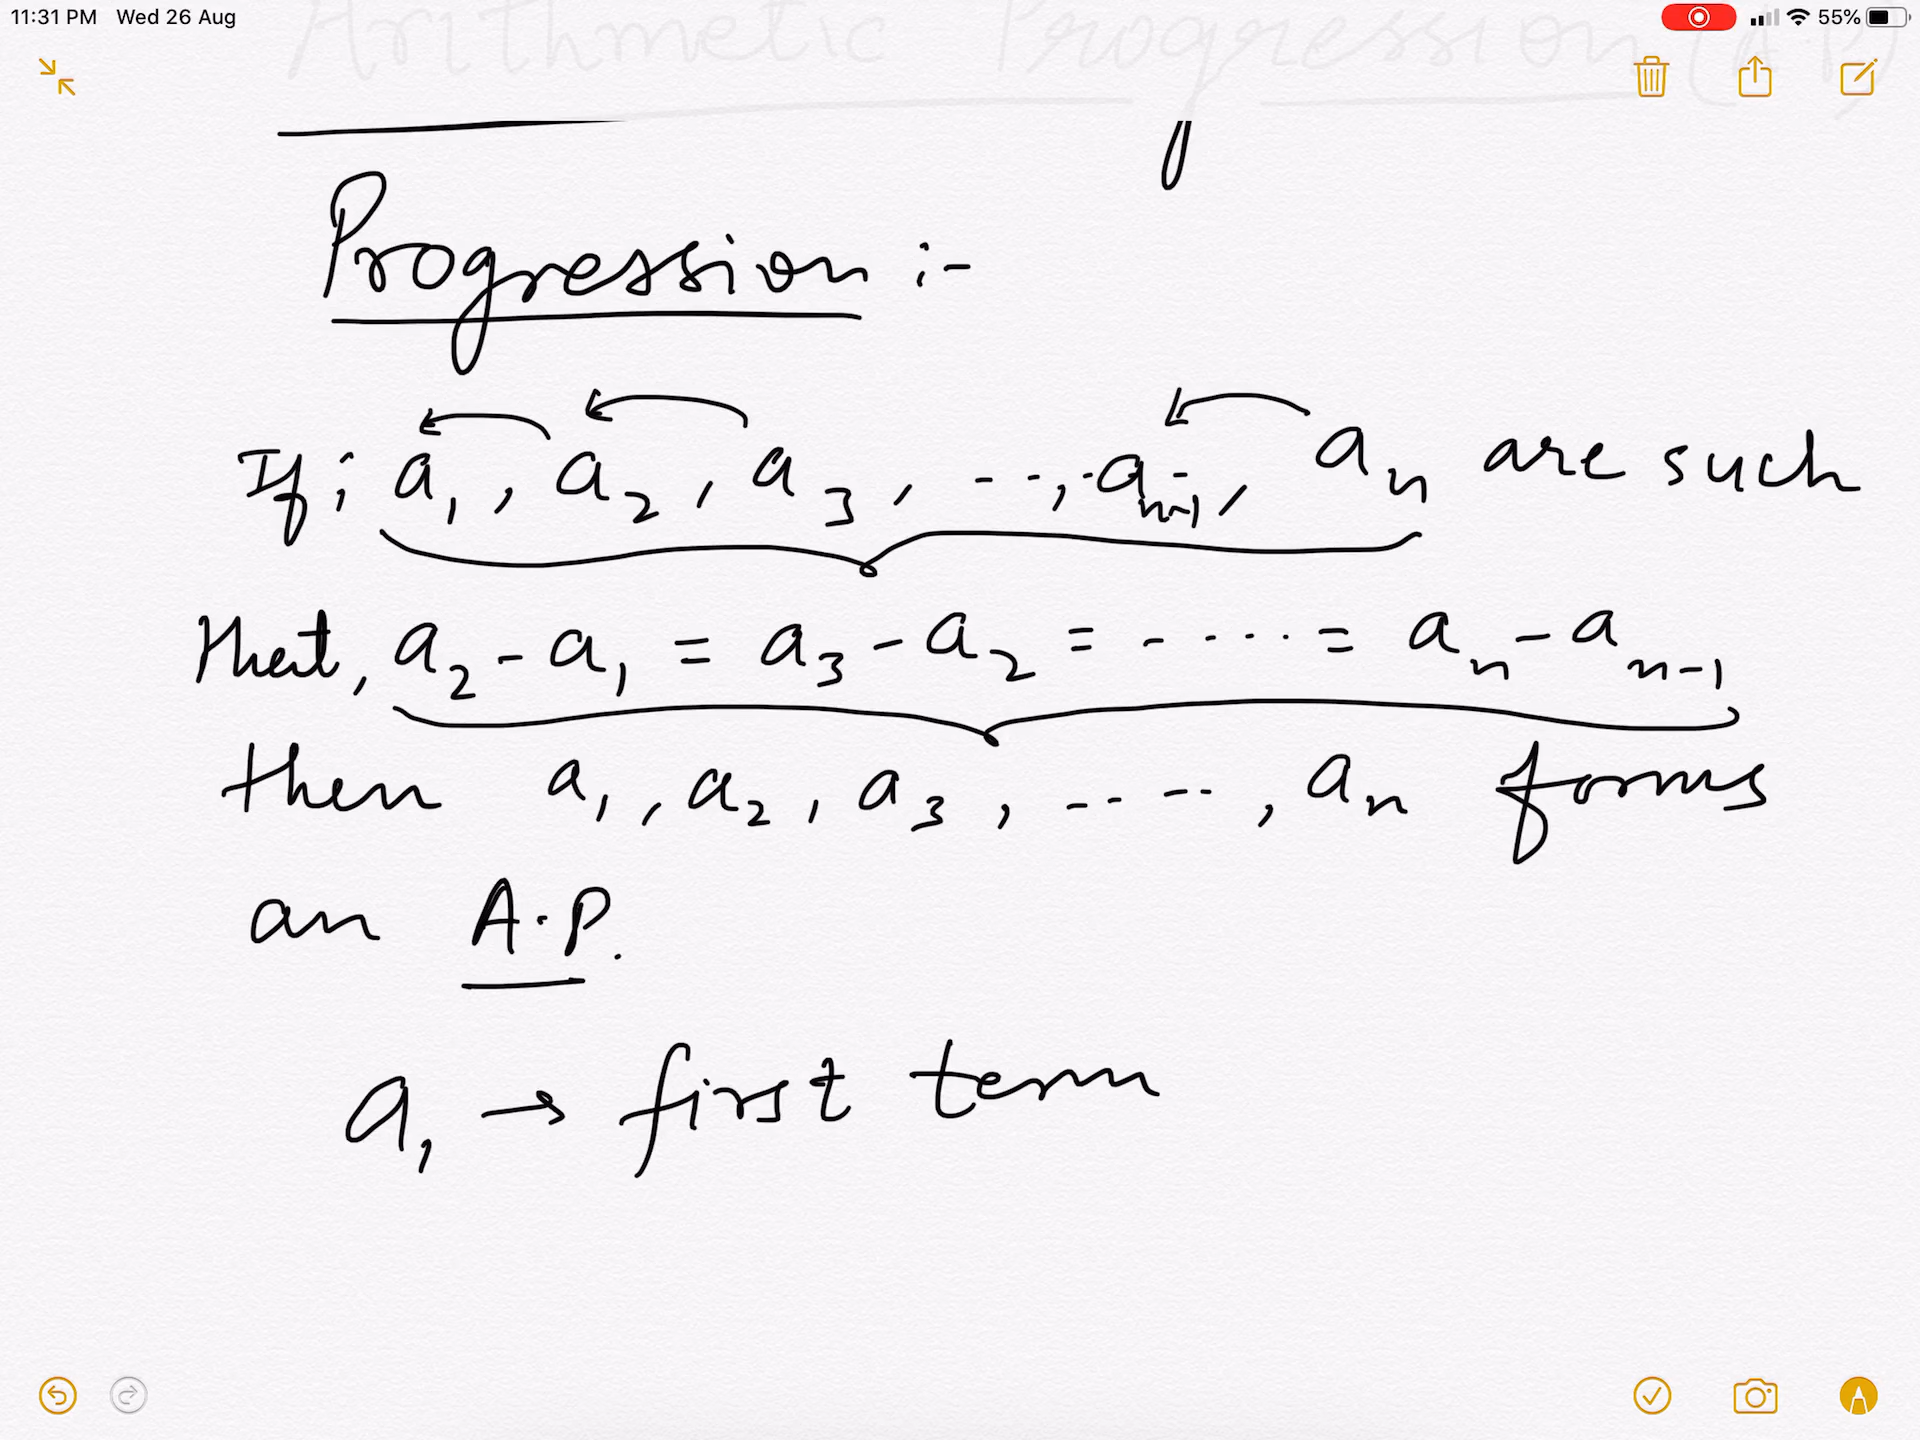 11:31 PM Wed 26 Aug 55%
Arithmetic Progression (A.P)
Progression :-
If; a₁, a₂, a₃, ..., aₙ₋₁, aₙ are such
that, a₂ - a₁ = a₃ - a₂ = - .... = aₙ - aₙ₋₁
then a₁, a₂, a₃, ....., aₙ forms
an A.P.
a₁ → first term